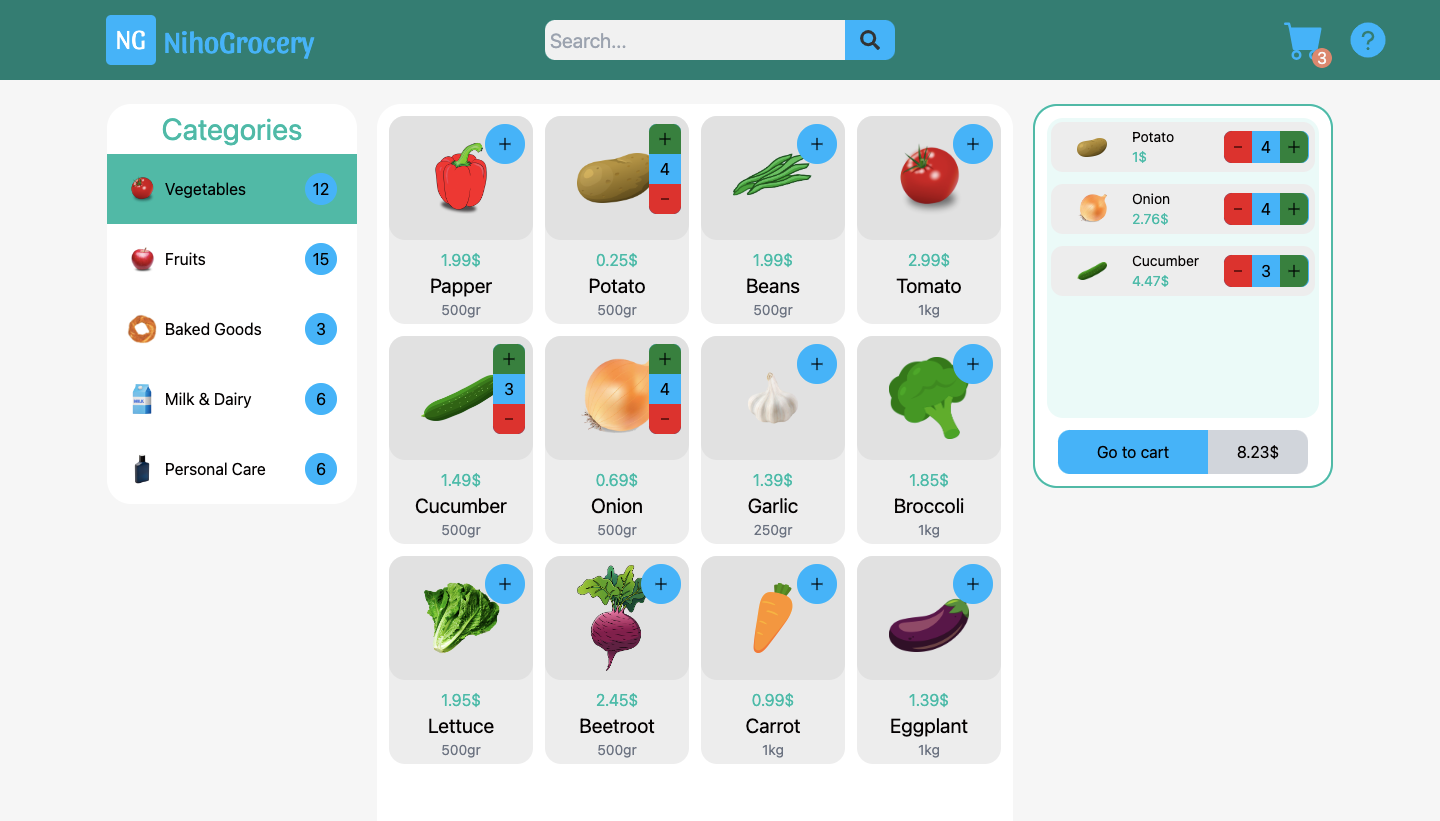 NG NihoGrocery
Search...
3
?
Categories
Vegetables 12
Fruits 15
Baked Goods 3
MILK
Milk & Dairy 6
Personal Care 6
+
1.99$
Papper
500gr
+
4
-
0.25$
Potato
500gr
+
1.99$
Beans
500gr
+
2.99$
Tomato
1kg
+
3
-
1.49$
Cucumber
500gr
+
4
-
0.69$
Onion
500gr
+
1.39$
Garlic
250gr
+
1.85$
Broccoli
1kg
+
1.95$
Lettuce
500gr
+
2.45$
Beetroot
500gr
+
0.99$
Carrot
1kg
+
1.39$
Eggplant
1kg
Potato
1$
- 4 +
Onion
2.76$
- 4 +
Cucumber
4.47$
- 3 +
Go to cart 8.23$